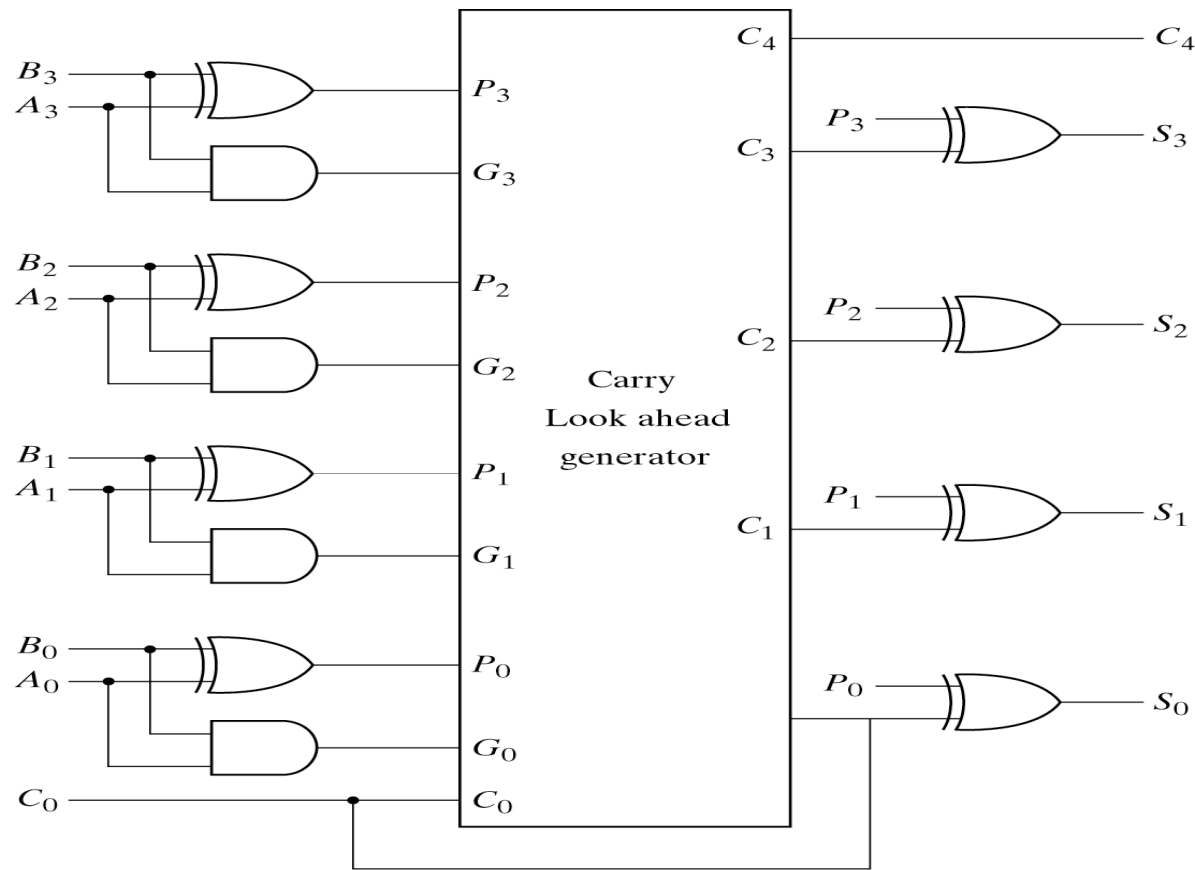 C₄
C₄
B₃
A₃
P₃
P₃
S₃
C₃
G₃
B₂
A₂
P₂
P₂
S₂
C₂
G₂
Carry
Look ahead
generator
B₁
A₁
P₁
P₁
S₁
C₁
G₁
B₀
A₀
P₀
P₀
S₀
G₀
C₀
C₀